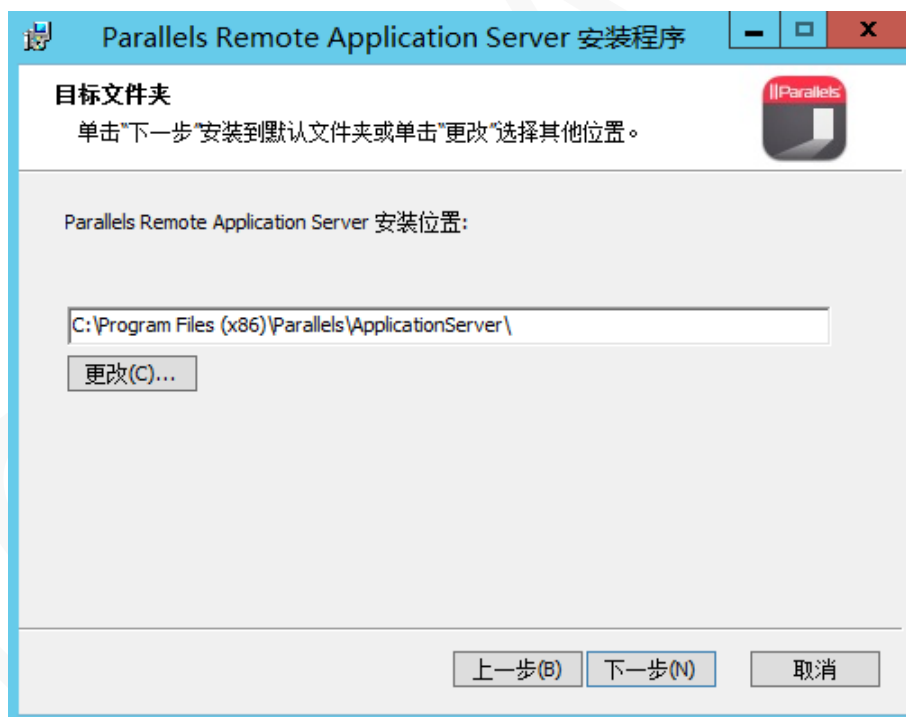 Parallels Remote Application Server 安装程序
目标文件夹
||Parallels
单击"下一步"安装到默认文件夹或单击"更改"选择其他位置。
Parallels Remote Application Server 安装位置:
C:\Program Files (x86)\Parallels\ApplicationServer\
更改(C)...
上一步(B) 下一步(N) 取消